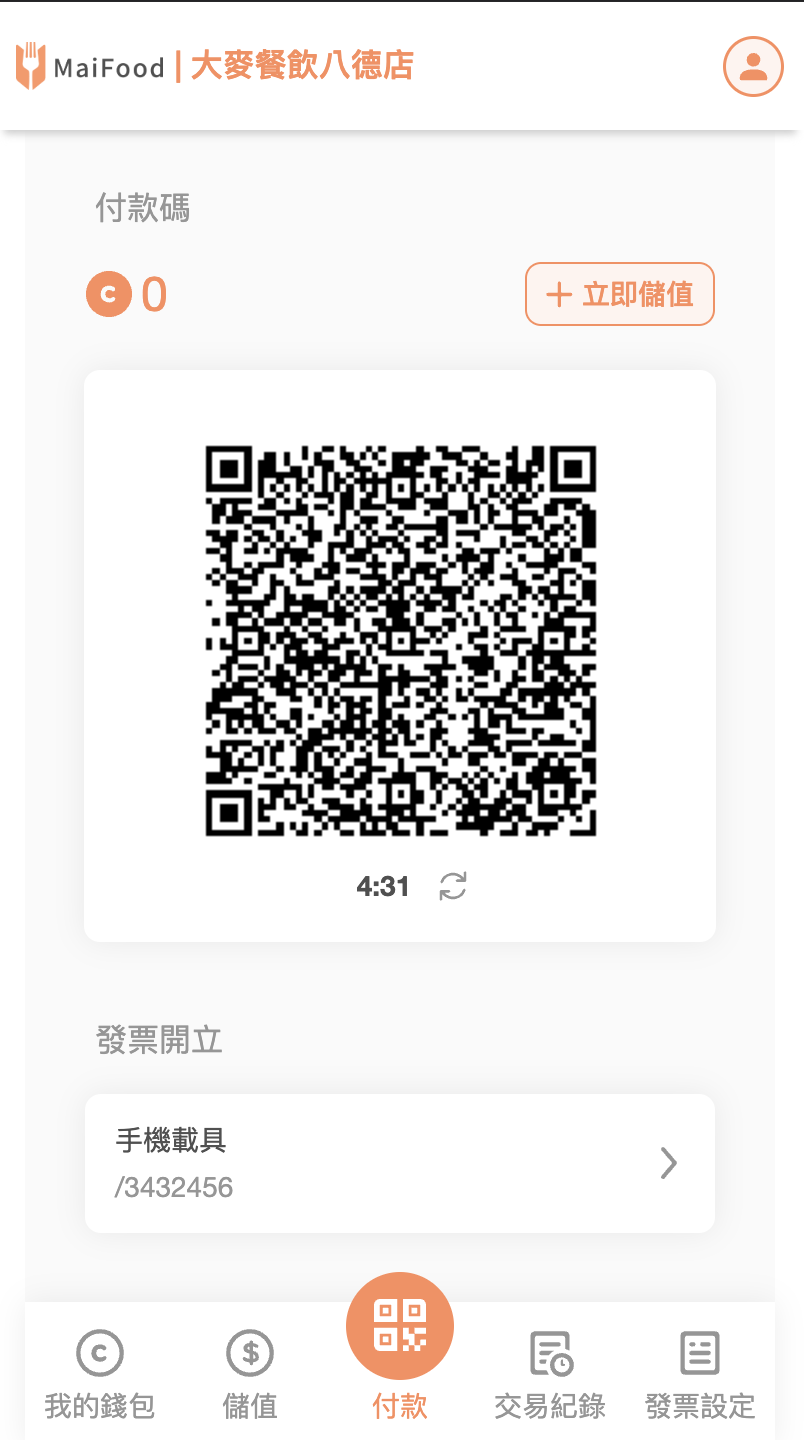 MaiFood | 大麥餐飲八德店
付款碼
C 0
+ 立即儲值
4:31
發票開立
手機載具
/3432456
C
$
我的錢包
儲值
付款
交易紀錄
發票設定